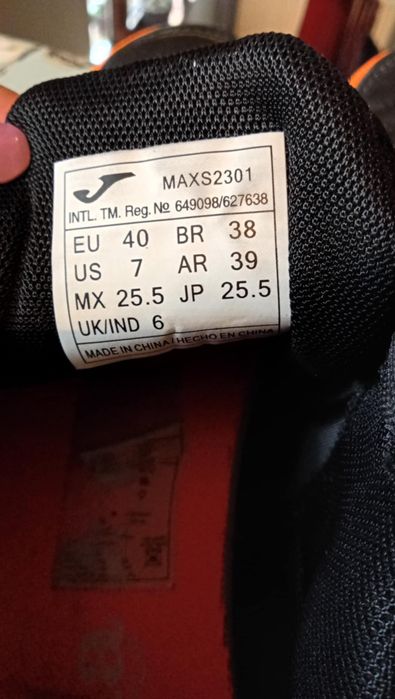 MAXS2301
INTL. TM. Reg. № 649098/627638
EU 40 BR 38
US 7 AR 39
MX 25.5 JP 25.5
UK/IND 6
MADE IN CHINA / HECHO EN CHINA